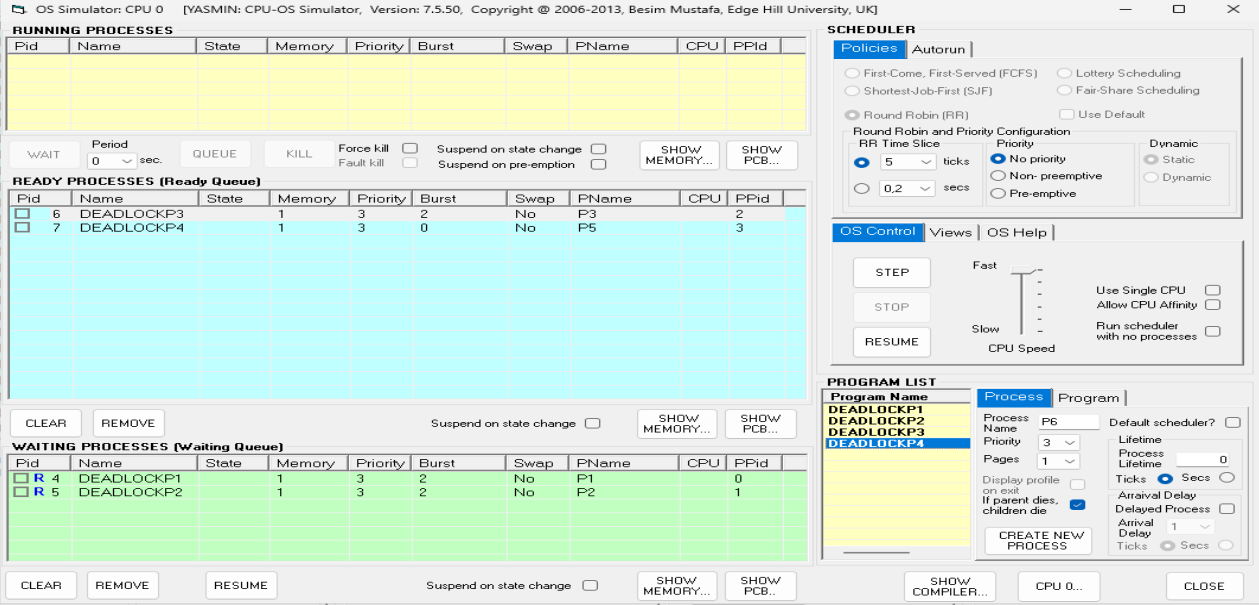 OS Simulator: CPU 0 [YASMIN: CPU-OS Simulator, Version: 7.5.50, Copyright @ 2006-2013, Besim Mustafa, Edge Hill University, UK]
RUNNING PROCESSES
Pid Name State Memory Priority Burst Swap PName CPU PPId
WAIT
Period
0 sec.
QUEUE
KILL
Force kill
Fault kill
Suspend on state change
Suspend on pre-emption
SHOW
MEMORY...
SHOW
PCB...
READY PROCESSES (Ready Queue)
Pid Name State Memory Priority Burst Swap PName CPU PPid
6 DEADLOCKP3 1 3 2 No P3 2
7 DEADLOCKP4 1 3 0 No P5 3
CLEAR
REMOVE
Suspend on state change
SHOW
MEMORY...
SHOW
PCB...
WAITING PROCESSES (Waiting Queue)
Pid Name State Memory Priority Burst Swap PName CPU PPid
R 4 DEADLOCKP1 1 3 2 No P1 0
R 5 DEADLOCKP2 1 3 2 No P2 1
CLEAR
REMOVE
RESUME
Suspend on state change
SHOW
MEMORY...
SHOW
PCB..
SCHEDULER
Policies Autorun
First-Come, First-Served (FCFS)
Lottery Scheduling
Shortest-Job-First (SJF)
Fair-Share Scheduling
Round Robin (RR)
Use Default
Round Robin and Priority Configuration
RR Time Slice
5 ticks
0,2 secs
Priority
No priority
Non- preemptive
Pre-emptive
Dynamic
Static
Dynamic
OS Control Views OS Help
STEP
STOP
RESUME
Fast
Slow
CPU Speed
Use Single CPU
Allow CPU Affinity
Run scheduler
with no processes
PROGRAM LIST
Program Name
DEADLOCKP1
DEADLOCKP2
DEADLOCKP3
DEADLOCKP4
Process Program
Process
Name
P6
Priority 3
Pages 1
Display profile
on exit
If parent dies,
children die
CREATE NEW
PROCESS
Default scheduler?
Lifetime
Process
Lifetime
0
Ticks Secs
Arraival Delay
Delayed Process
Arrival
Delay
1
Ticks Secs
SHOW
COMPILER...
CPU 0...
CLOSE